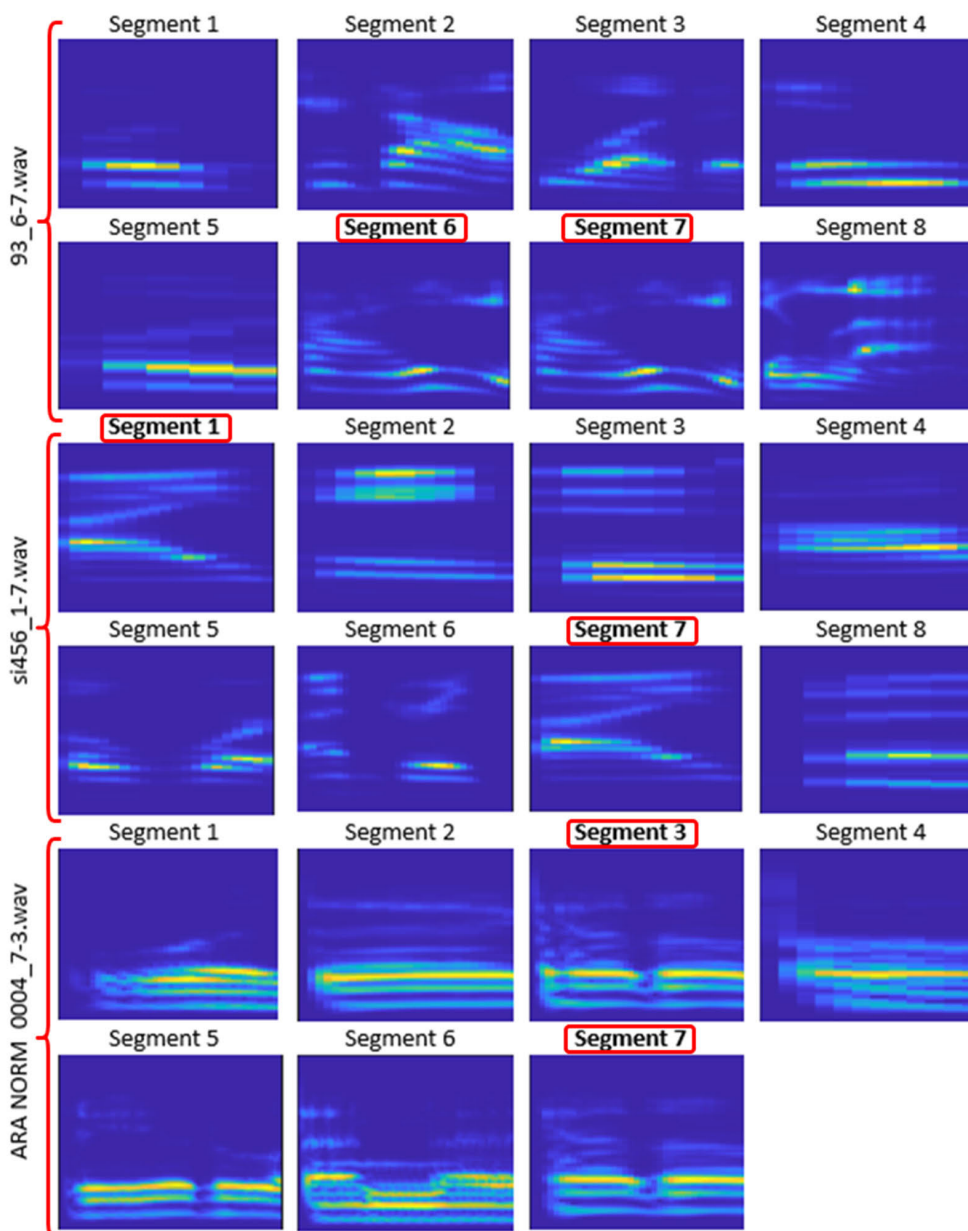 Segment 1 Segment 2 Segment 3 Segment 4
93_6-7.wav
Segment 5 Segment 6 Segment 7 Segment 8
Segment 1 Segment 2 Segment 3 Segment 4
si456_1-7.wav
Segment 5 Segment 6 Segment 7 Segment 8
Segment 1 Segment 2 Segment 3 Segment 4
ARA NORM 0004_7-3.wav
Segment 5 Segment 6 Segment 7